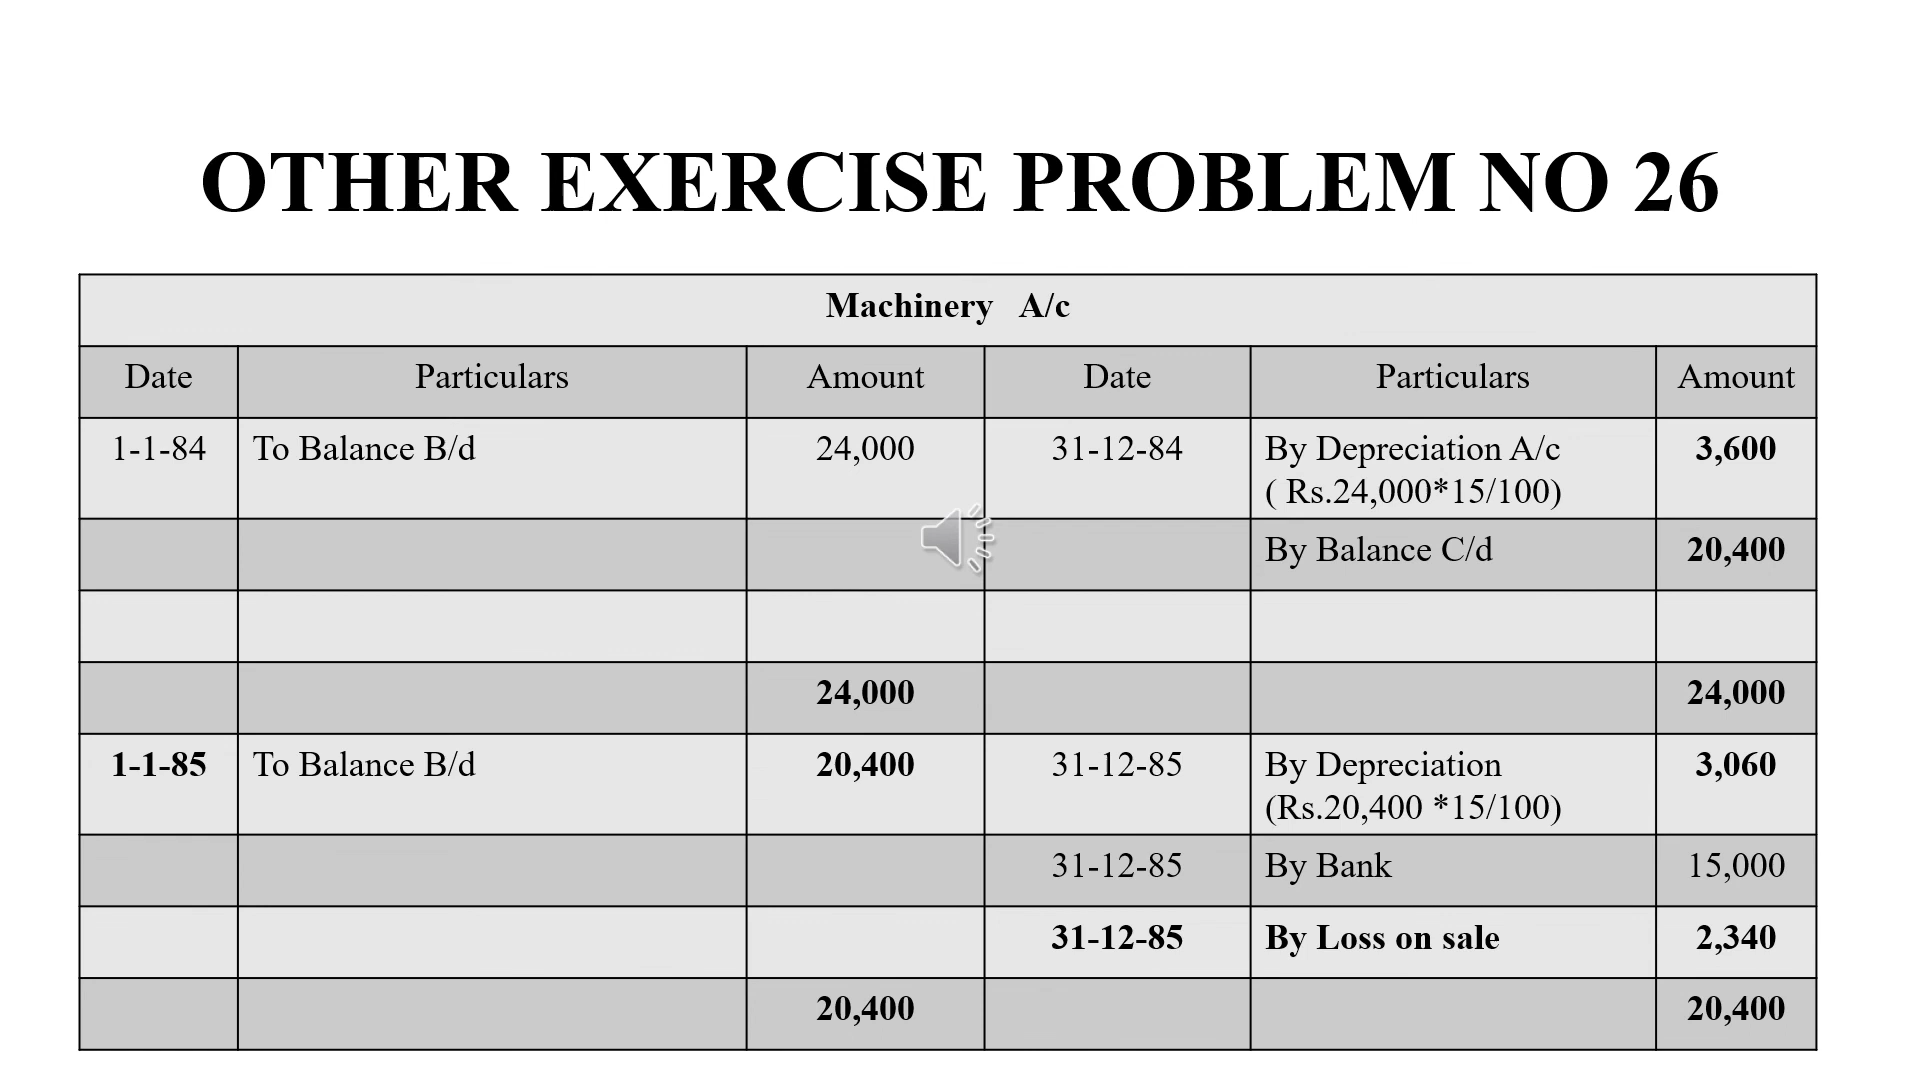 OTHER EXERCISE PROBLEM NO 26
Machinery A/c
Date Particulars Amount Date Particulars Amount
1-1-84 To Balance B/d 24,000 31-12-84 By Depreciation A/c 3,600
( Rs.24,000*15/100)
By Balance C/d 20,400
24,000 24,000
1-1-85 To Balance B/d 20,400 31-12-85 By Depreciation 3,060
(Rs.20,400 *15/100)
31-12-85 By Bank 15,000
31-12-85 By Loss on sale 2,340
20,400 20,400